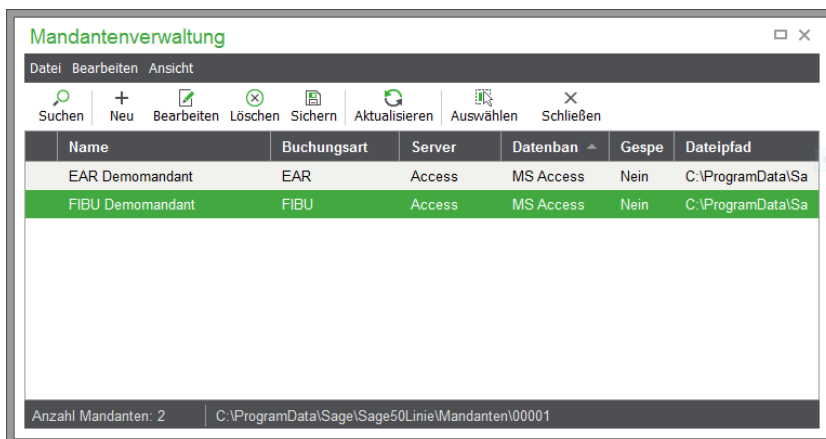 Mandantenverwaltung
Datei Bearbeiten Ansicht
Suchen Neu Bearbeiten Löschen Sichern Aktualisieren Auswählen Schließen
Name Buchungsart Server Datenban Gespe Dateipfad
EAR Demomandant EAR Access MS Access Nein C:\ProgramData\Sa
FIBU Demomandant FIBU Access MS Access Nein C:\ProgramData\Sa
Anzahl Mandanten: 2 C:\ProgramData\Sage\Sage50Linie\Mandanten\00001